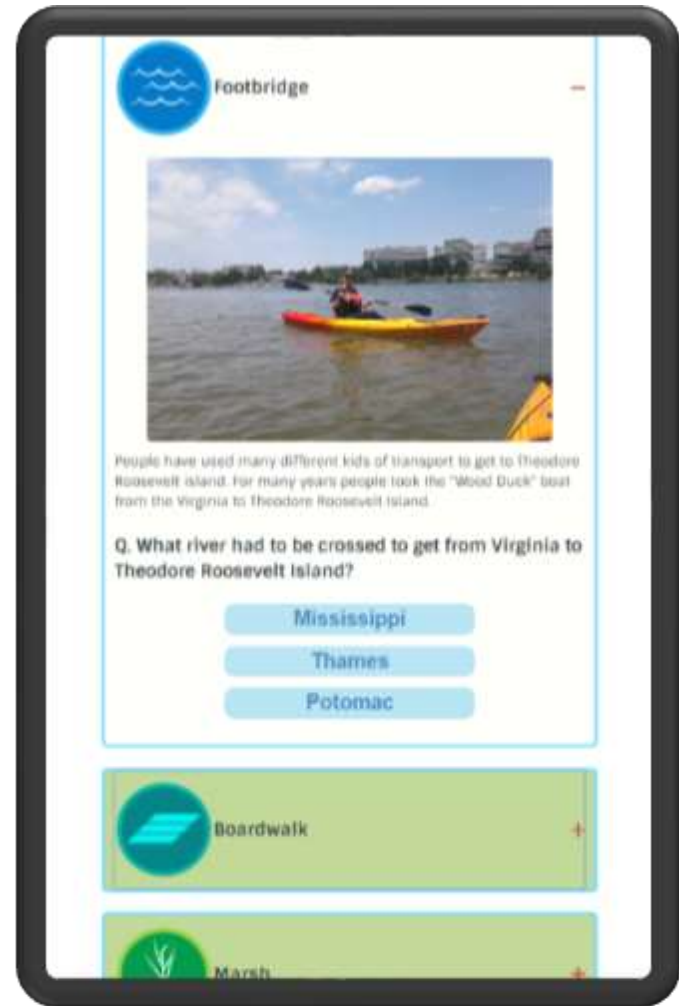 Footbridge
−
People have used many different kids of transport to get to Theodore
Roosevelt island. For many years people took the "Wood Duck" boat
from the Virginia to Theodore Roosevelt Island.
Q. What river had to be crossed to get from Virginia to
Theodore Roosevelt Island?
Mississippi
Thames
Potomac
Boardwalk
+
Marsh
+